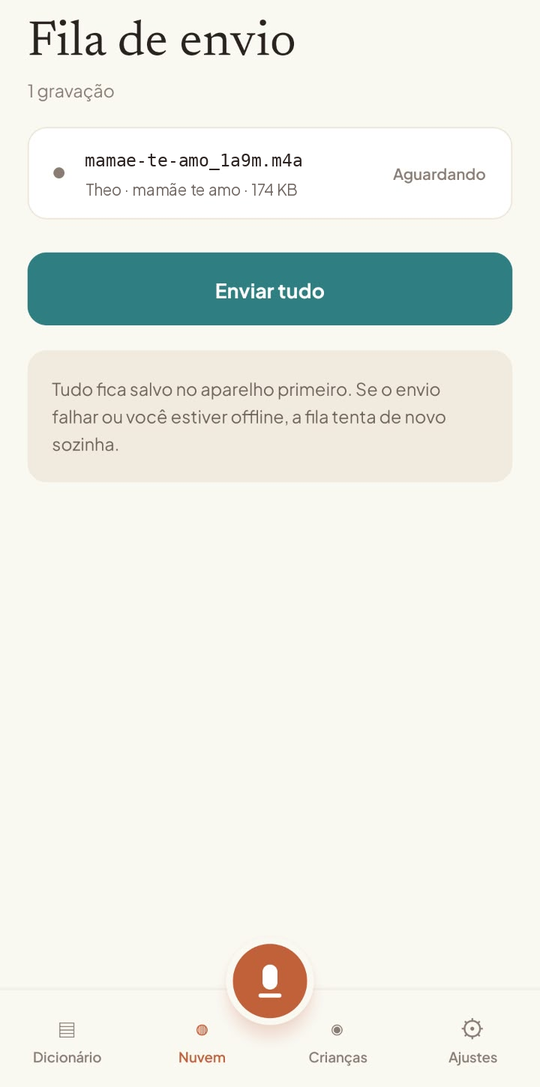 Fila de envio
1 gravação
mamae-te-amo_1a9m.m4a
Theo · mamãe te amo · 174 KB
Aguardando
Enviar tudo
Tudo fica salvo no aparelho primeiro. Se o envio
falhar ou você estiver offline, a fila tenta de novo
sozinha.
Dicionário
Nuvem
Crianças
Ajustes